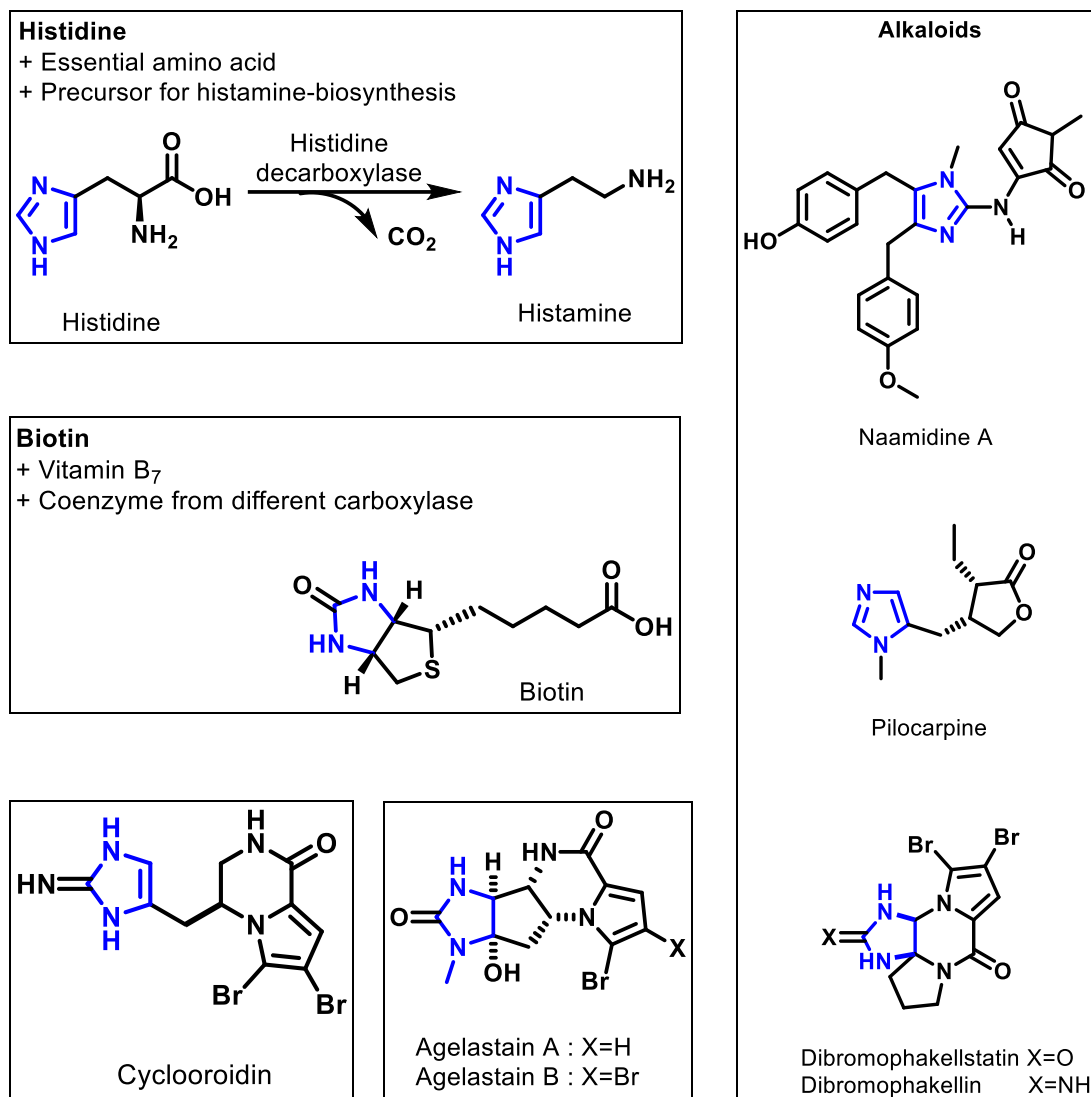 Histidine
+ Essential amino acid
+ Precursor for histamine-biosynthesis
O
N
OH
NH2
N
H
Histidine
Histidine
decarboxylase
CO2
NH2
N
N
H
Histamine
Biotin
+ Vitamin B7
+ Coenzyme from different carboxylase
H
N
O
H
O
HN
OH
S
H
Biotin
H
N
H
N
O
HN
N
H
N
Br
Br
Cyclooroidin
O
HN
H
H
N
O
N
N
OH
Br
X
Agelastain A : X=H
Agelastain B : X=Br
Alkaloids
O
N
O
N
N
H
HO
O
Naamidine A
O
N
O
N
Pilocarpine
Br
Br
H
N
N
X
HN
N
O
Dibromophakellstatin X=O
Dibromophakellin X=NH